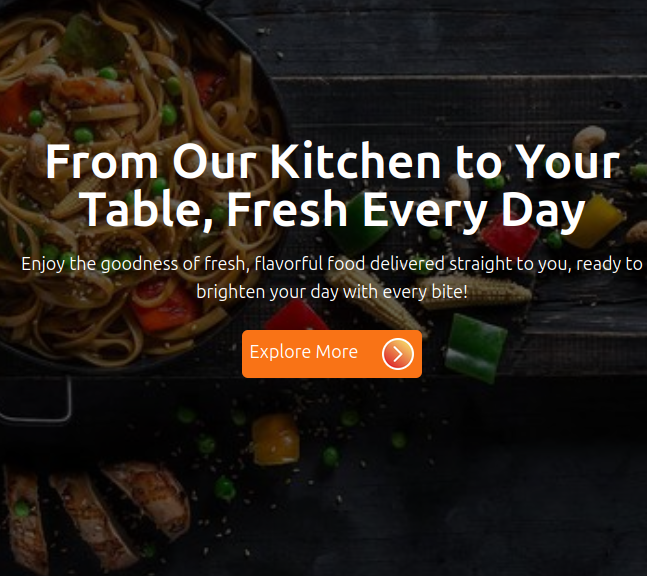 From Our Kitchen to Your
Table, Fresh Every Day
Enjoy the goodness of fresh, flavorful food delivered straight to you, ready to
brighten your day with every bite!
Explore More